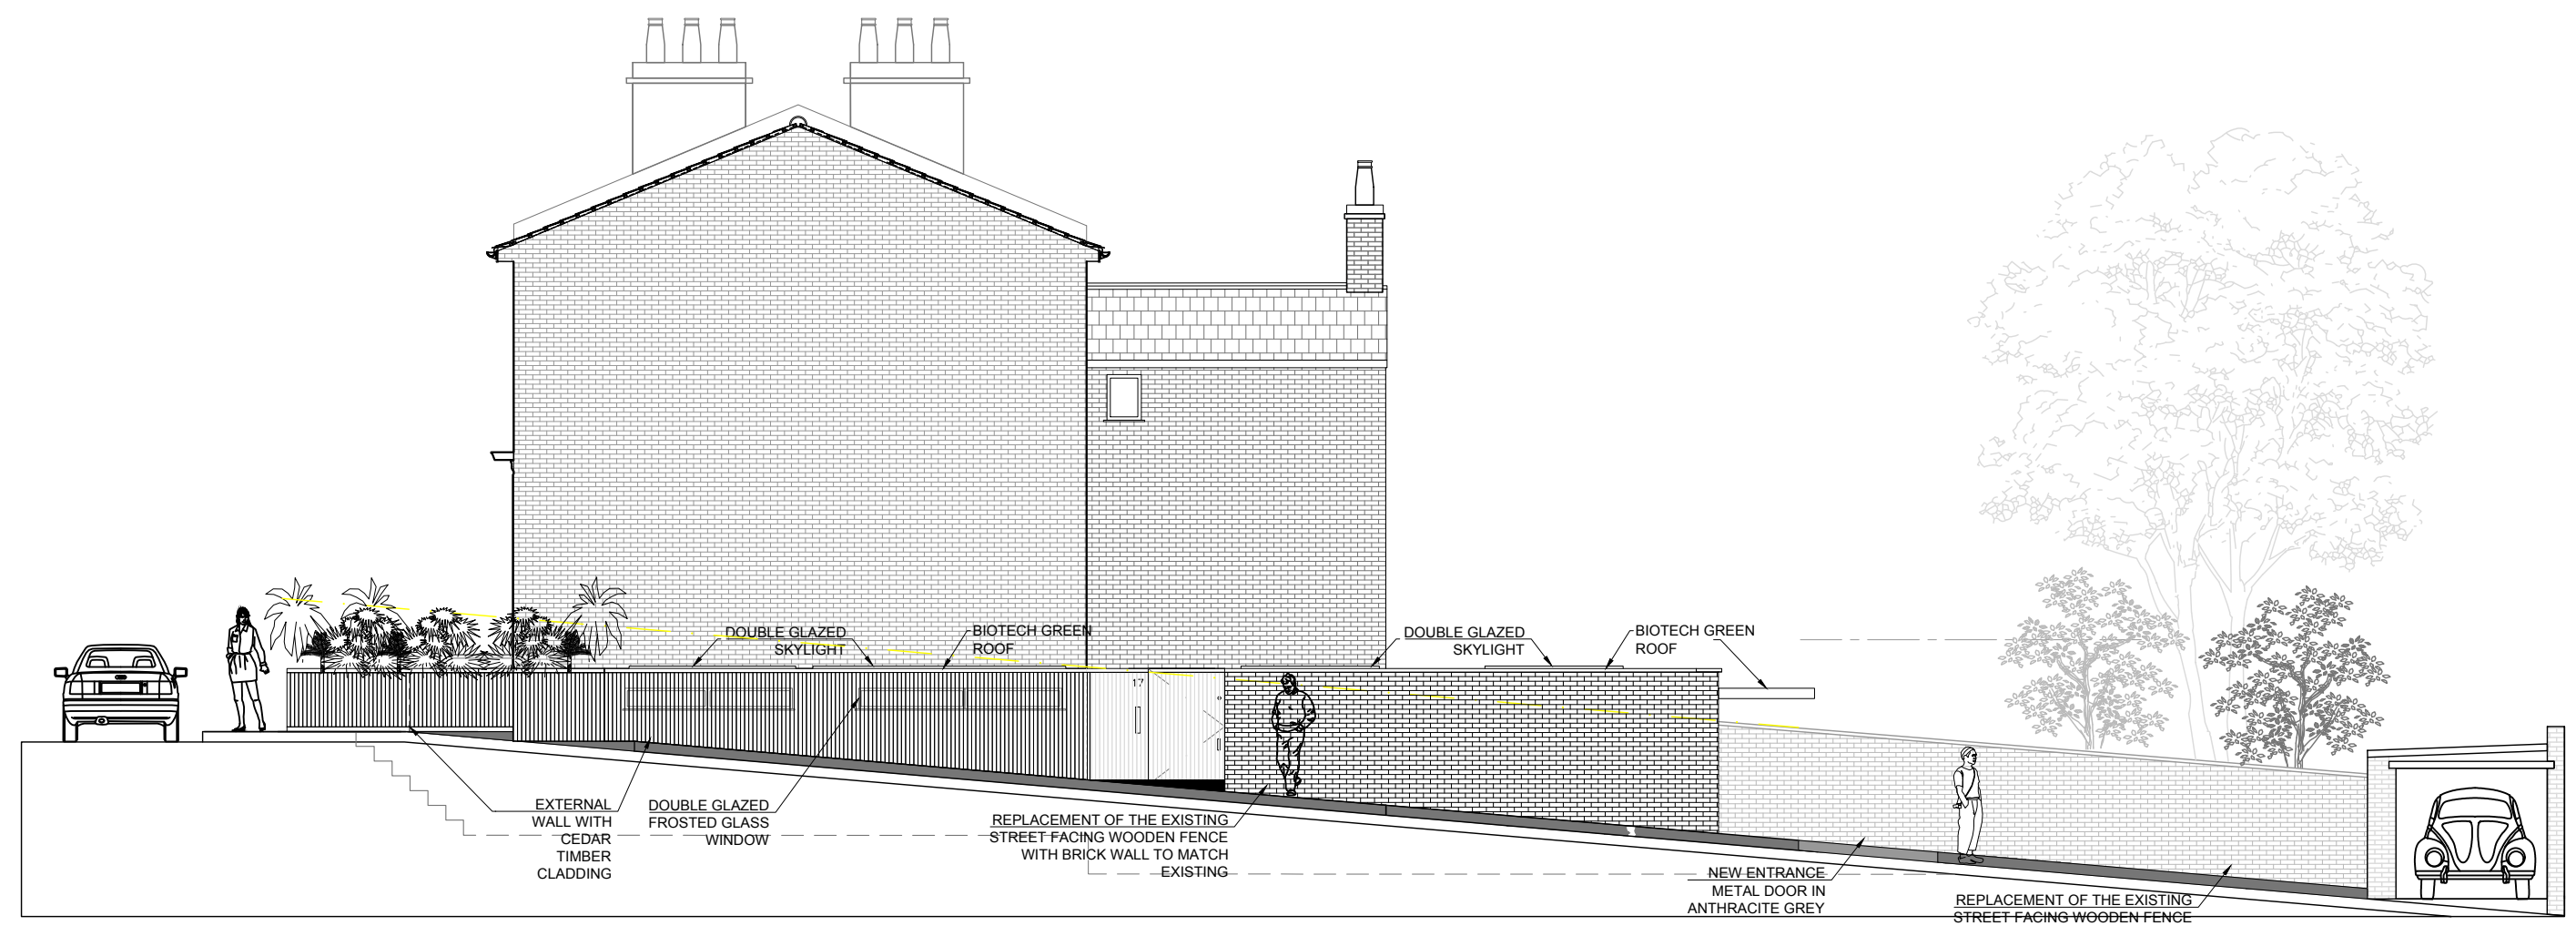 DOUBLE GLAZED
SKYLIGHT
BIOTECH GREEN
ROOF
DOUBLE GLAZED
SKYLIGHT
BIOTECH GREEN
ROOF
17
EXTERNAL
WALL WITH
CEDAR
TIMBER
CLADDING
DOUBLE GLAZED
FROSTED GLASS
WINDOW
REPLACEMENT OF THE EXISTING
STREET FACING WOODEN FENCE
WITH BRICK WALL TO MATCH
EXISTING
NEW ENTRANCE
METAL DOOR IN
ANTHRACITE GREY
REPLACEMENT OF THE EXISTING
STREET FACING WOODEN FENCE